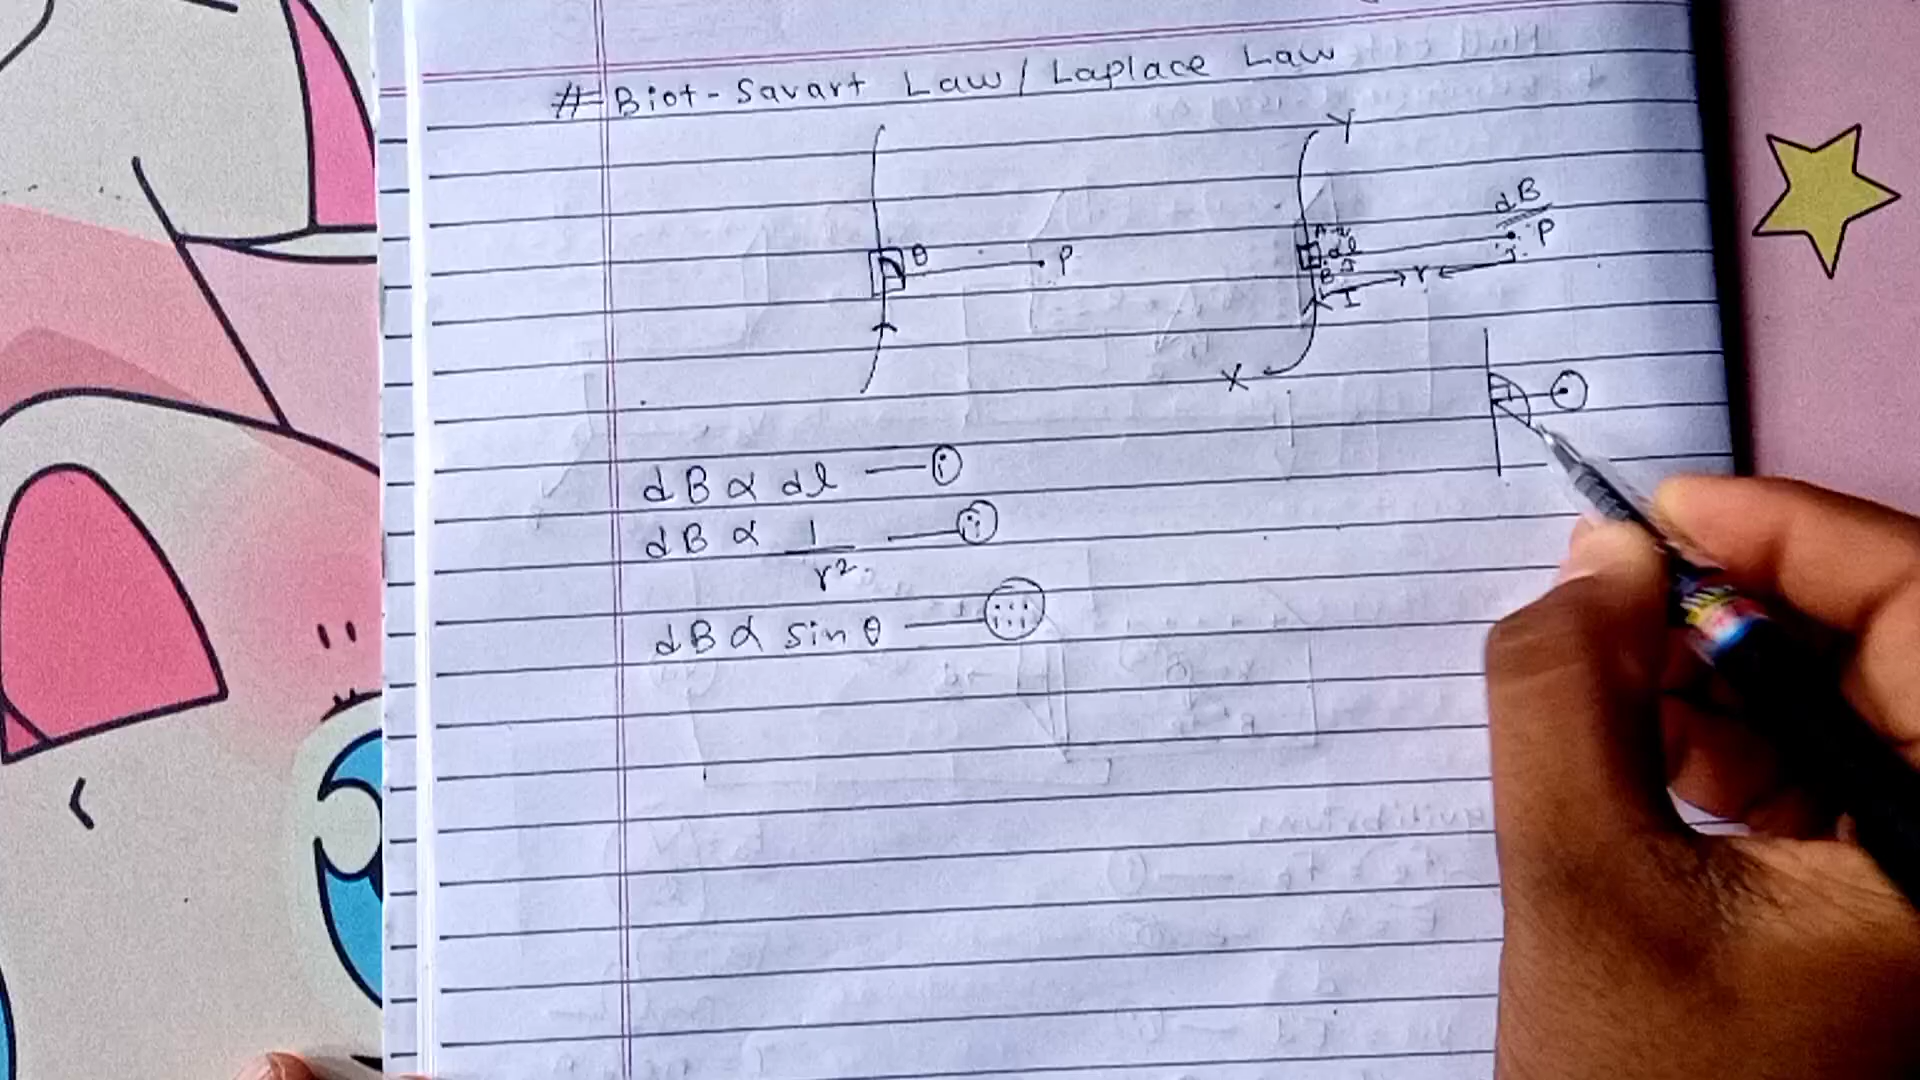 # Biot-Savart Law / Laplace Law
θ P
Y
dB
P
A
dl
B
r
I
X
dB ∝ dl — (i)
dB ∝ 1/r² — (ii)
dB ∝ sin θ — (iii)